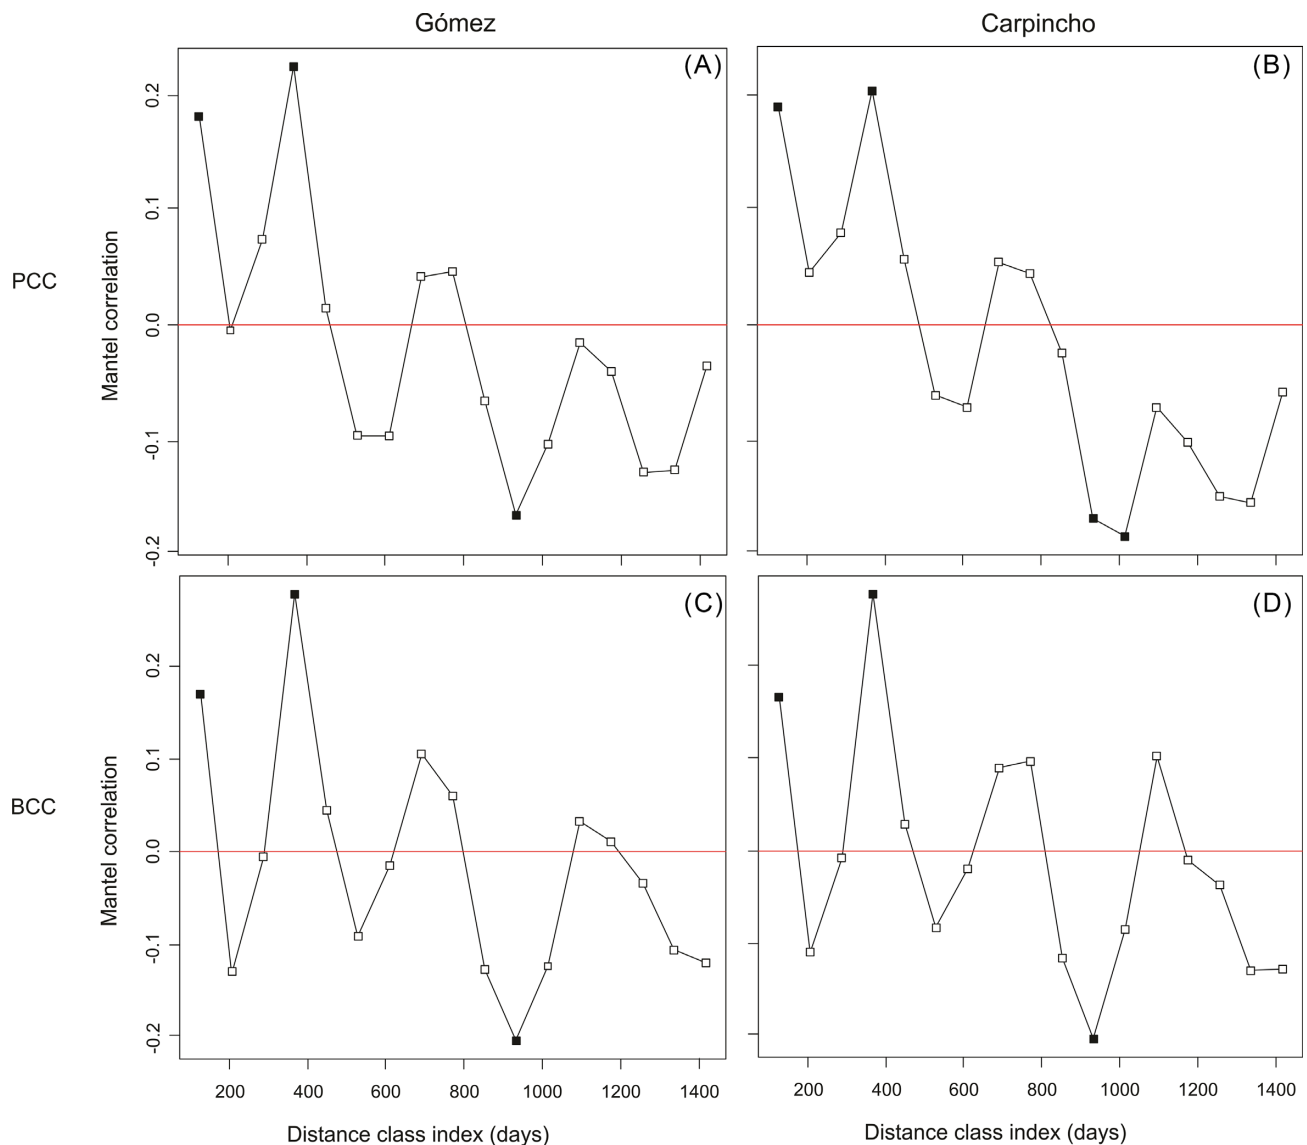 Gómez
Carpincho
(A)
(B)
PCC
Mantel correlation
0.2
0.1
0.0
-0.1
-0.2
(C)
(D)
BCC
Mantel correlation
0.2
0.1
0.0
-0.1
-0.2
200 400 600 800 1000 1200 1400
200 400 600 800 1000 1200 1400
Distance class index (days)
Distance class index (days)